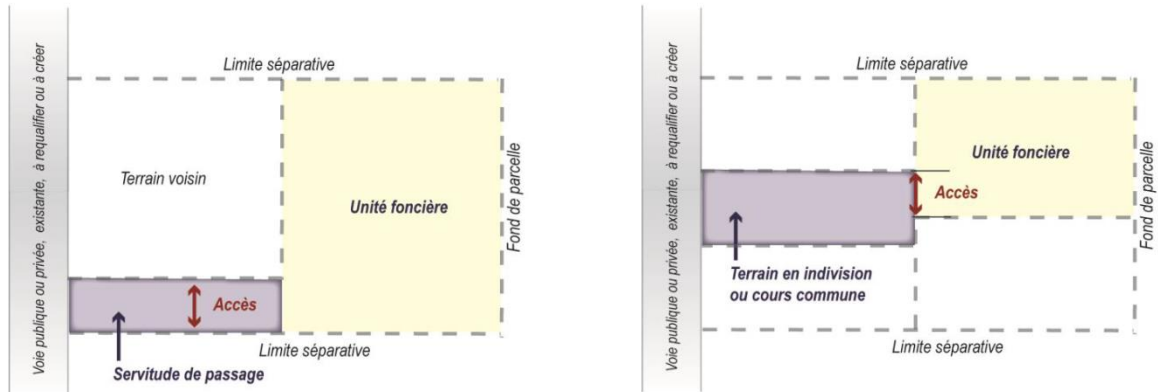 Voie publique ou privée, existante, à requalifier ou à créer
Limite séparative
Terrain voisin
Unité foncière
Fond de parcelle
Accès
Limite séparative
Servitude de passage
Voie publique ou privée, existante, à requalifier ou à créer
Limite séparative
Unité foncière
Fond de parcelle
Accès
Terrain en indivision
ou cours commune
Limite séparative